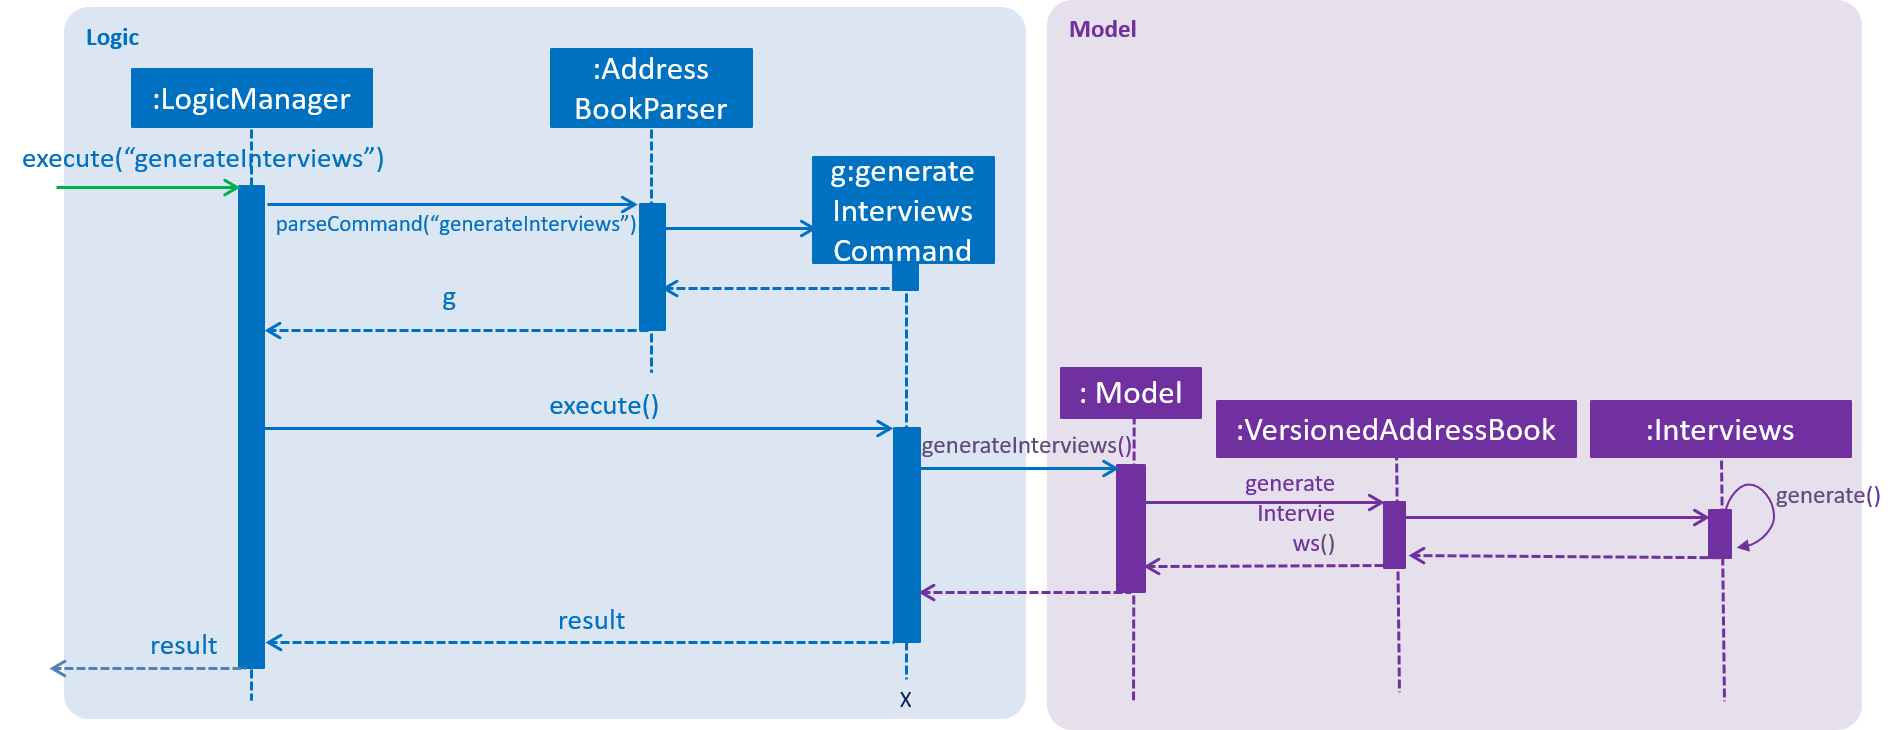 Logic
Model
:Address
BookParser
:LogicManager
execute(“generateInterviews”)
g:generate
Interviews
Command
parseCommand(“generateInterviews”)
g
: Model
execute()
:VersionedAddressBook
:Interviews
generateInterviews()
generate
Intervie
ws()
generate()
result
result
X